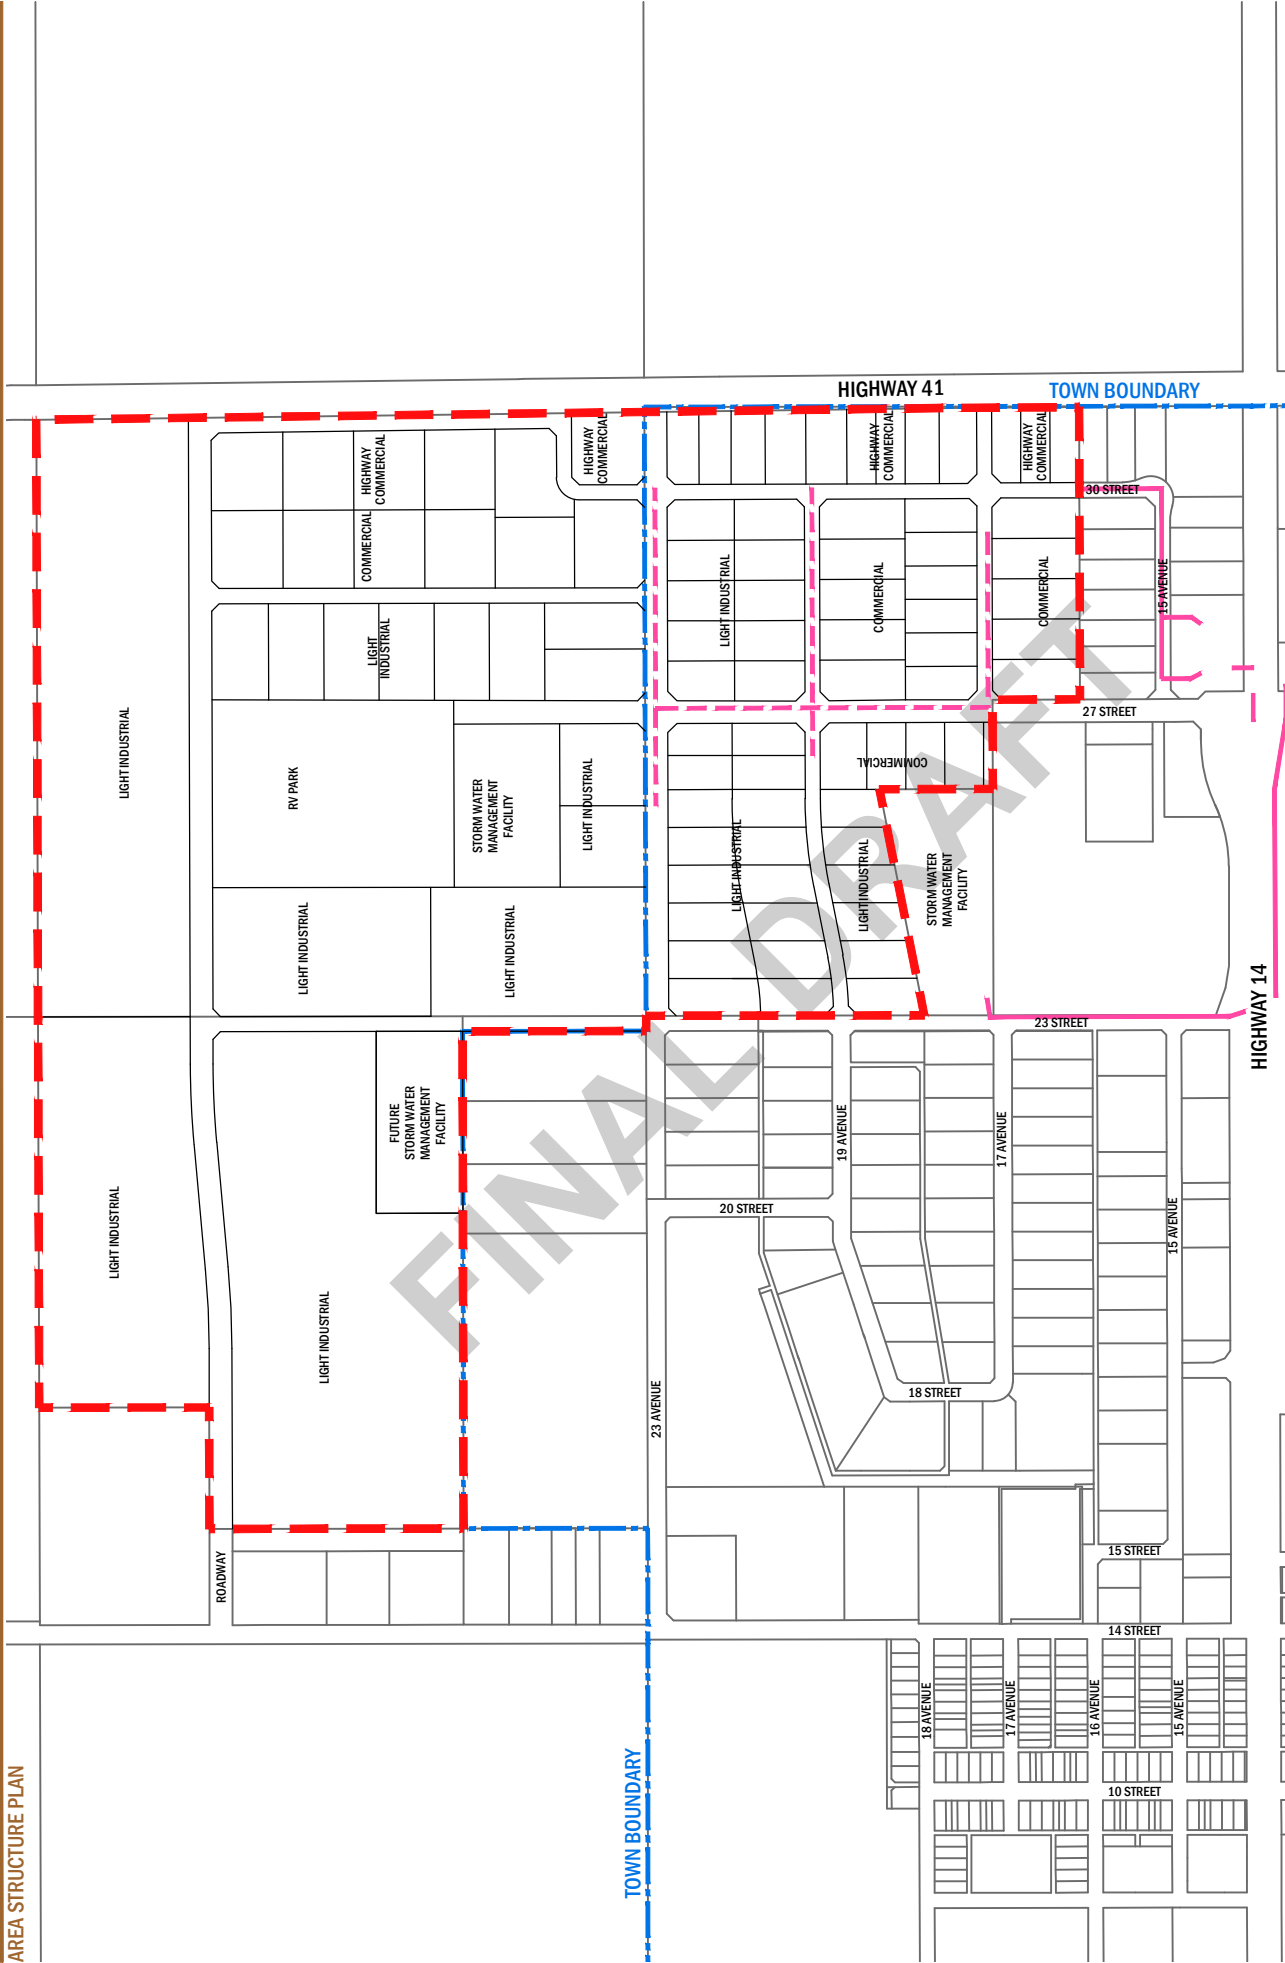 HIGHWAY 41
TOWN BOUNDARY
HIGHWAY
COMMERCIAL
HIGHWAY
COMMERCIAL
HIGHWAY
COMMERCIAL
HIGHWAY
COMMERCIAL
30 STREET
COMMERCIAL
LIGHT INDUSTRIAL
COMMERCIAL
COMMERCIAL
15 AVENUE
LIGHT
INDUSTRIAL
27 STREET
LIGHT INDUSTRIAL
RV PARK
STORM WATER
MANAGEMENT
FACILITY
LIGHT INDUSTRIAL
COMMERCIAL
LIGHT INDUSTRIAL
LIGHT INDUSTRIAL
STORM WATER
MANAGEMENT
FACILITY
LIGHT INDUSTRIAL
LIGHT INDUSTRIAL
HIGHWAY 14
23 STREET
FINAL DRAFT
FUTURE
STORM WATER
MANAGEMENT
FACILITY
19 AVENUE
17 AVENUE
LIGHT INDUSTRIAL
20 STREET
15 AVENUE
LIGHT INDUSTRIAL
23 AVENUE
18 STREET
ROADWAY
15 STREET
14 STREET
18 AVENUE
17 AVENUE
16 AVENUE
15 AVENUE
10 STREET
TOWN BOUNDARY
AREA STRUCTURE PLAN